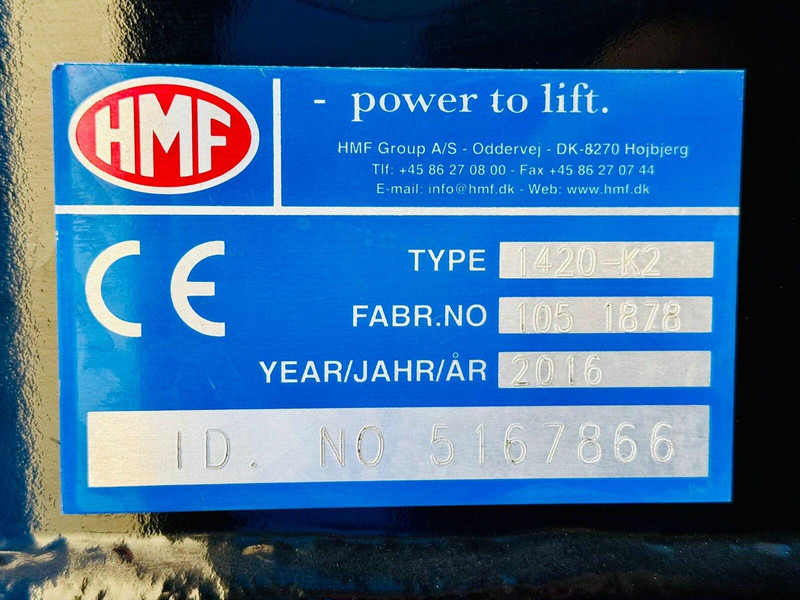 HMF
- power to lift.
HMF Group A/S - Oddervej - DK-8270 Højbjerg
Tlf: +45 86 27 08 00 - Fax +45 86 27 07 44
E-mail: info@hmf.dk - Web: www.hmf.dk
CE
TYPE 1420-K2
FABR.NO 105 1878
YEAR/JAHR/ÅR 2016
ID. NO 5167866